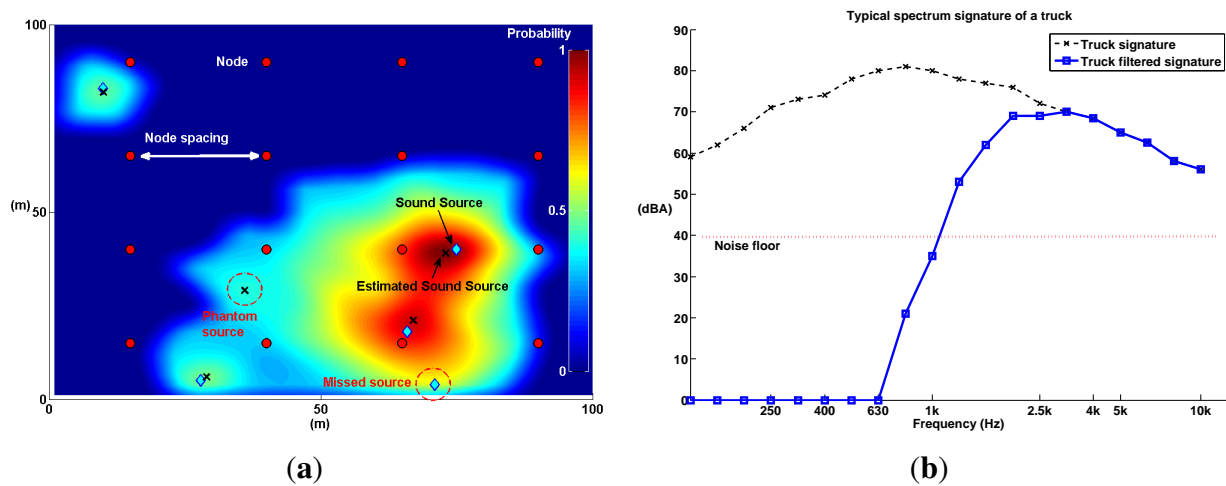 100
Probability
1
Node
Node spacing
(m)
50
0.5
Sound Source
Estimated Sound Source
Phantom
source
Missed source
0
0
0
50
100
(m)
(a)
Typical spectrum signature of a truck
90
Truck signature
Truck filtered signature
80
70
60
50
(dBA)
40
Noise floor
30
20
10
0
250
400
630
1k
2.5k
4k
5k
10k
Frequency (Hz)
(b)